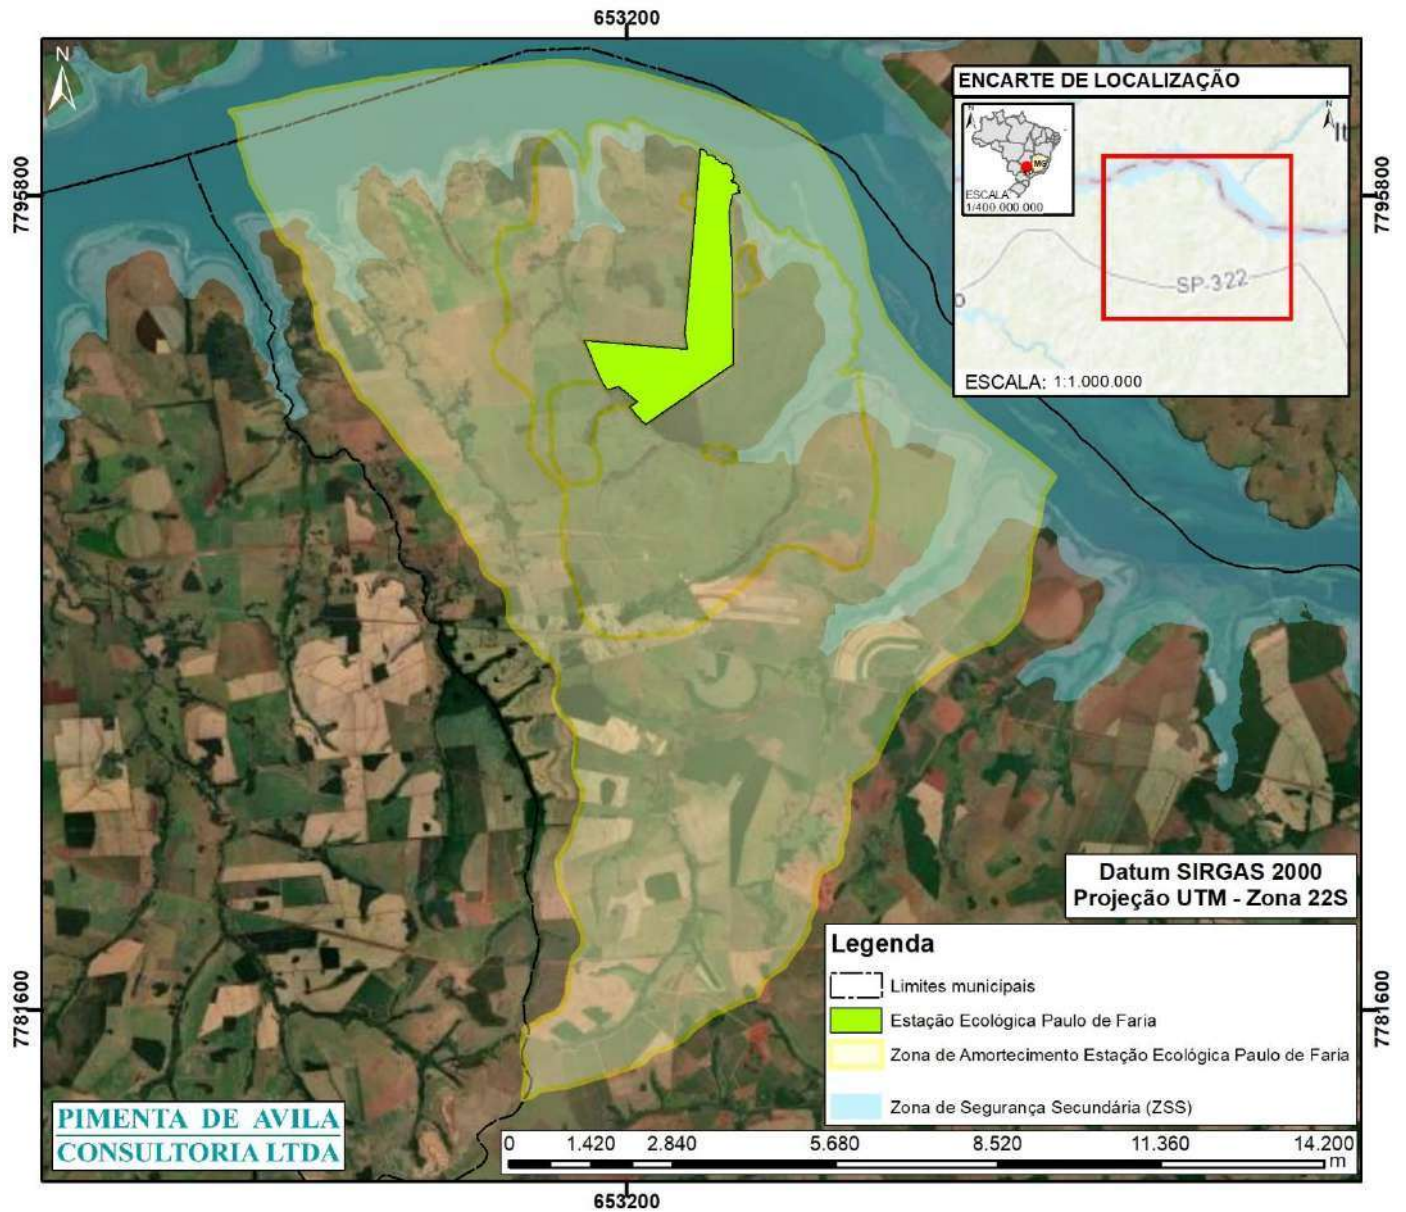 653200
N
ENCARTE DE LOCALIZAÇÃO
N
N
It
MG
ESCALA
1/400.000.000
SP-322
o
ESCALA: 1:1.000.000
7795800
7795800
Datum SIRGAS 2000
Projeção UTM - Zona 22S
Legenda
Limites municipais
Estação Ecológica Paulo de Faria
Zona de Amortecimento Estação Ecológica Paulo de Faria
Zona de Segurança Secundária (ZSS)
7781600
7781600
PIMENTA DE AVILA
CONSULTORIA LTDA
0 1.420 2.840 5.680 8.520 11.360 14.200
m
653200